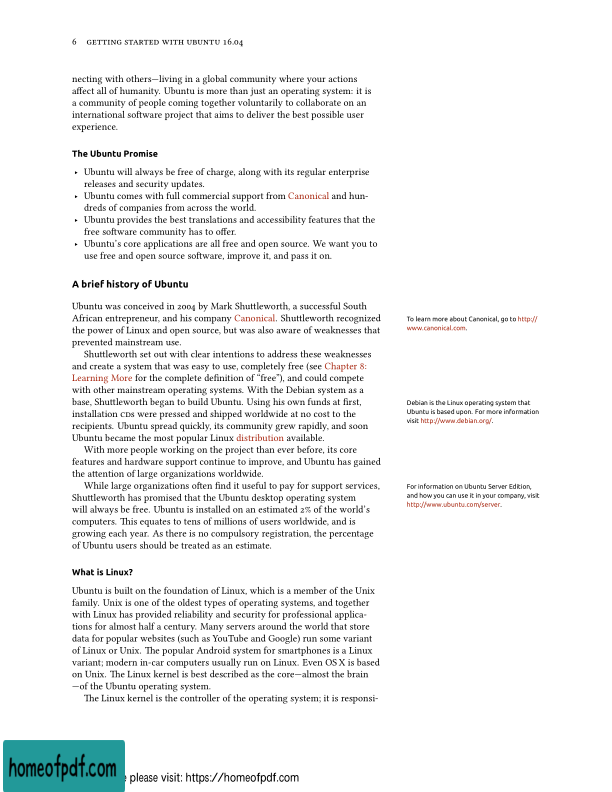 6 GETTING STARTED WITH UBUNTU 16.04
necting with others—living in a global community where your actions
affect all of humanity. Ubuntu is more than just an operating system: it is
a community of people coming together voluntarily to collaborate on an
international software project that aims to deliver the best possible user
experience.
The Ubuntu Promise
‣ Ubuntu will always be free of charge, along with its regular enterprise
releases and security updates.
‣ Ubuntu comes with full commercial support from Canonical and hun-
dreds of companies from across the world.
‣ Ubuntu provides the best translations and accessibility features that the
free software community has to offer.
‣ Ubuntu's core applications are all free and open source. We want you to
use free and open source software, improve it, and pass it on.
A brief history of Ubuntu
Ubuntu was conceived in 2004 by Mark Shuttleworth, a successful South
African entrepreneur, and his company Canonical. Shuttleworth recognized
the power of Linux and open source, but was also aware of weaknesses that
prevented mainstream use.
To learn more about Canonical, go to http://
www.canonical.com.
Shuttleworth set out with clear intentions to address these weaknesses
and create a system that was easy to use, completely free (see Chapter 8:
Learning More for the complete definition of "free"), and could compete
with other mainstream operating systems. With the Debian system as a
base, Shuttleworth began to build Ubuntu. Using his own funds at first,
installation CDs were pressed and shipped worldwide at no cost to the
recipients. Ubuntu spread quickly, its community grew rapidly, and soon
Ubuntu became the most popular Linux distribution available.
Debian is the Linux operating system that
Ubuntu is based upon. For more information
visit http://www.debian.org/.
With more people working on the project than ever before, its core
features and hardware support continue to improve, and Ubuntu has gained
the attention of large organizations worldwide.
While large organizations often find it useful to pay for support services,
Shuttleworth has promised that the Ubuntu desktop operating system
will always be free. Ubuntu is installed on an estimated 2% of the world's
computers. This equates to tens of millions of users worldwide, and is
growing each year. As there is no compulsory registration, the percentage
of Ubuntu users should be treated as an estimate.
For information on Ubuntu Server Edition,
and how you can use it in your company, visit
http://www.ubuntu.com/server.
What is Linux?
Ubuntu is built on the foundation of Linux, which is a member of the Unix
family. Unix is one of the oldest types of operating systems, and together
with Linux has provided reliability and security for professional applica-
tions for almost half a century. Many servers around the world that store
data for popular websites (such as YouTube and Google) run some variant
of Linux or Unix. The popular Android system for smartphones is a Linux
variant; modern in-car computers usually run on Linux. Even OS X is based
on Unix. The Linux kernel is best described as the core—almost the brain
—of the Ubuntu operating system.
The Linux kernel is the controller of the operating system; it is responsi-
homeofpdf.com
please visit: https://homeofpdf.com